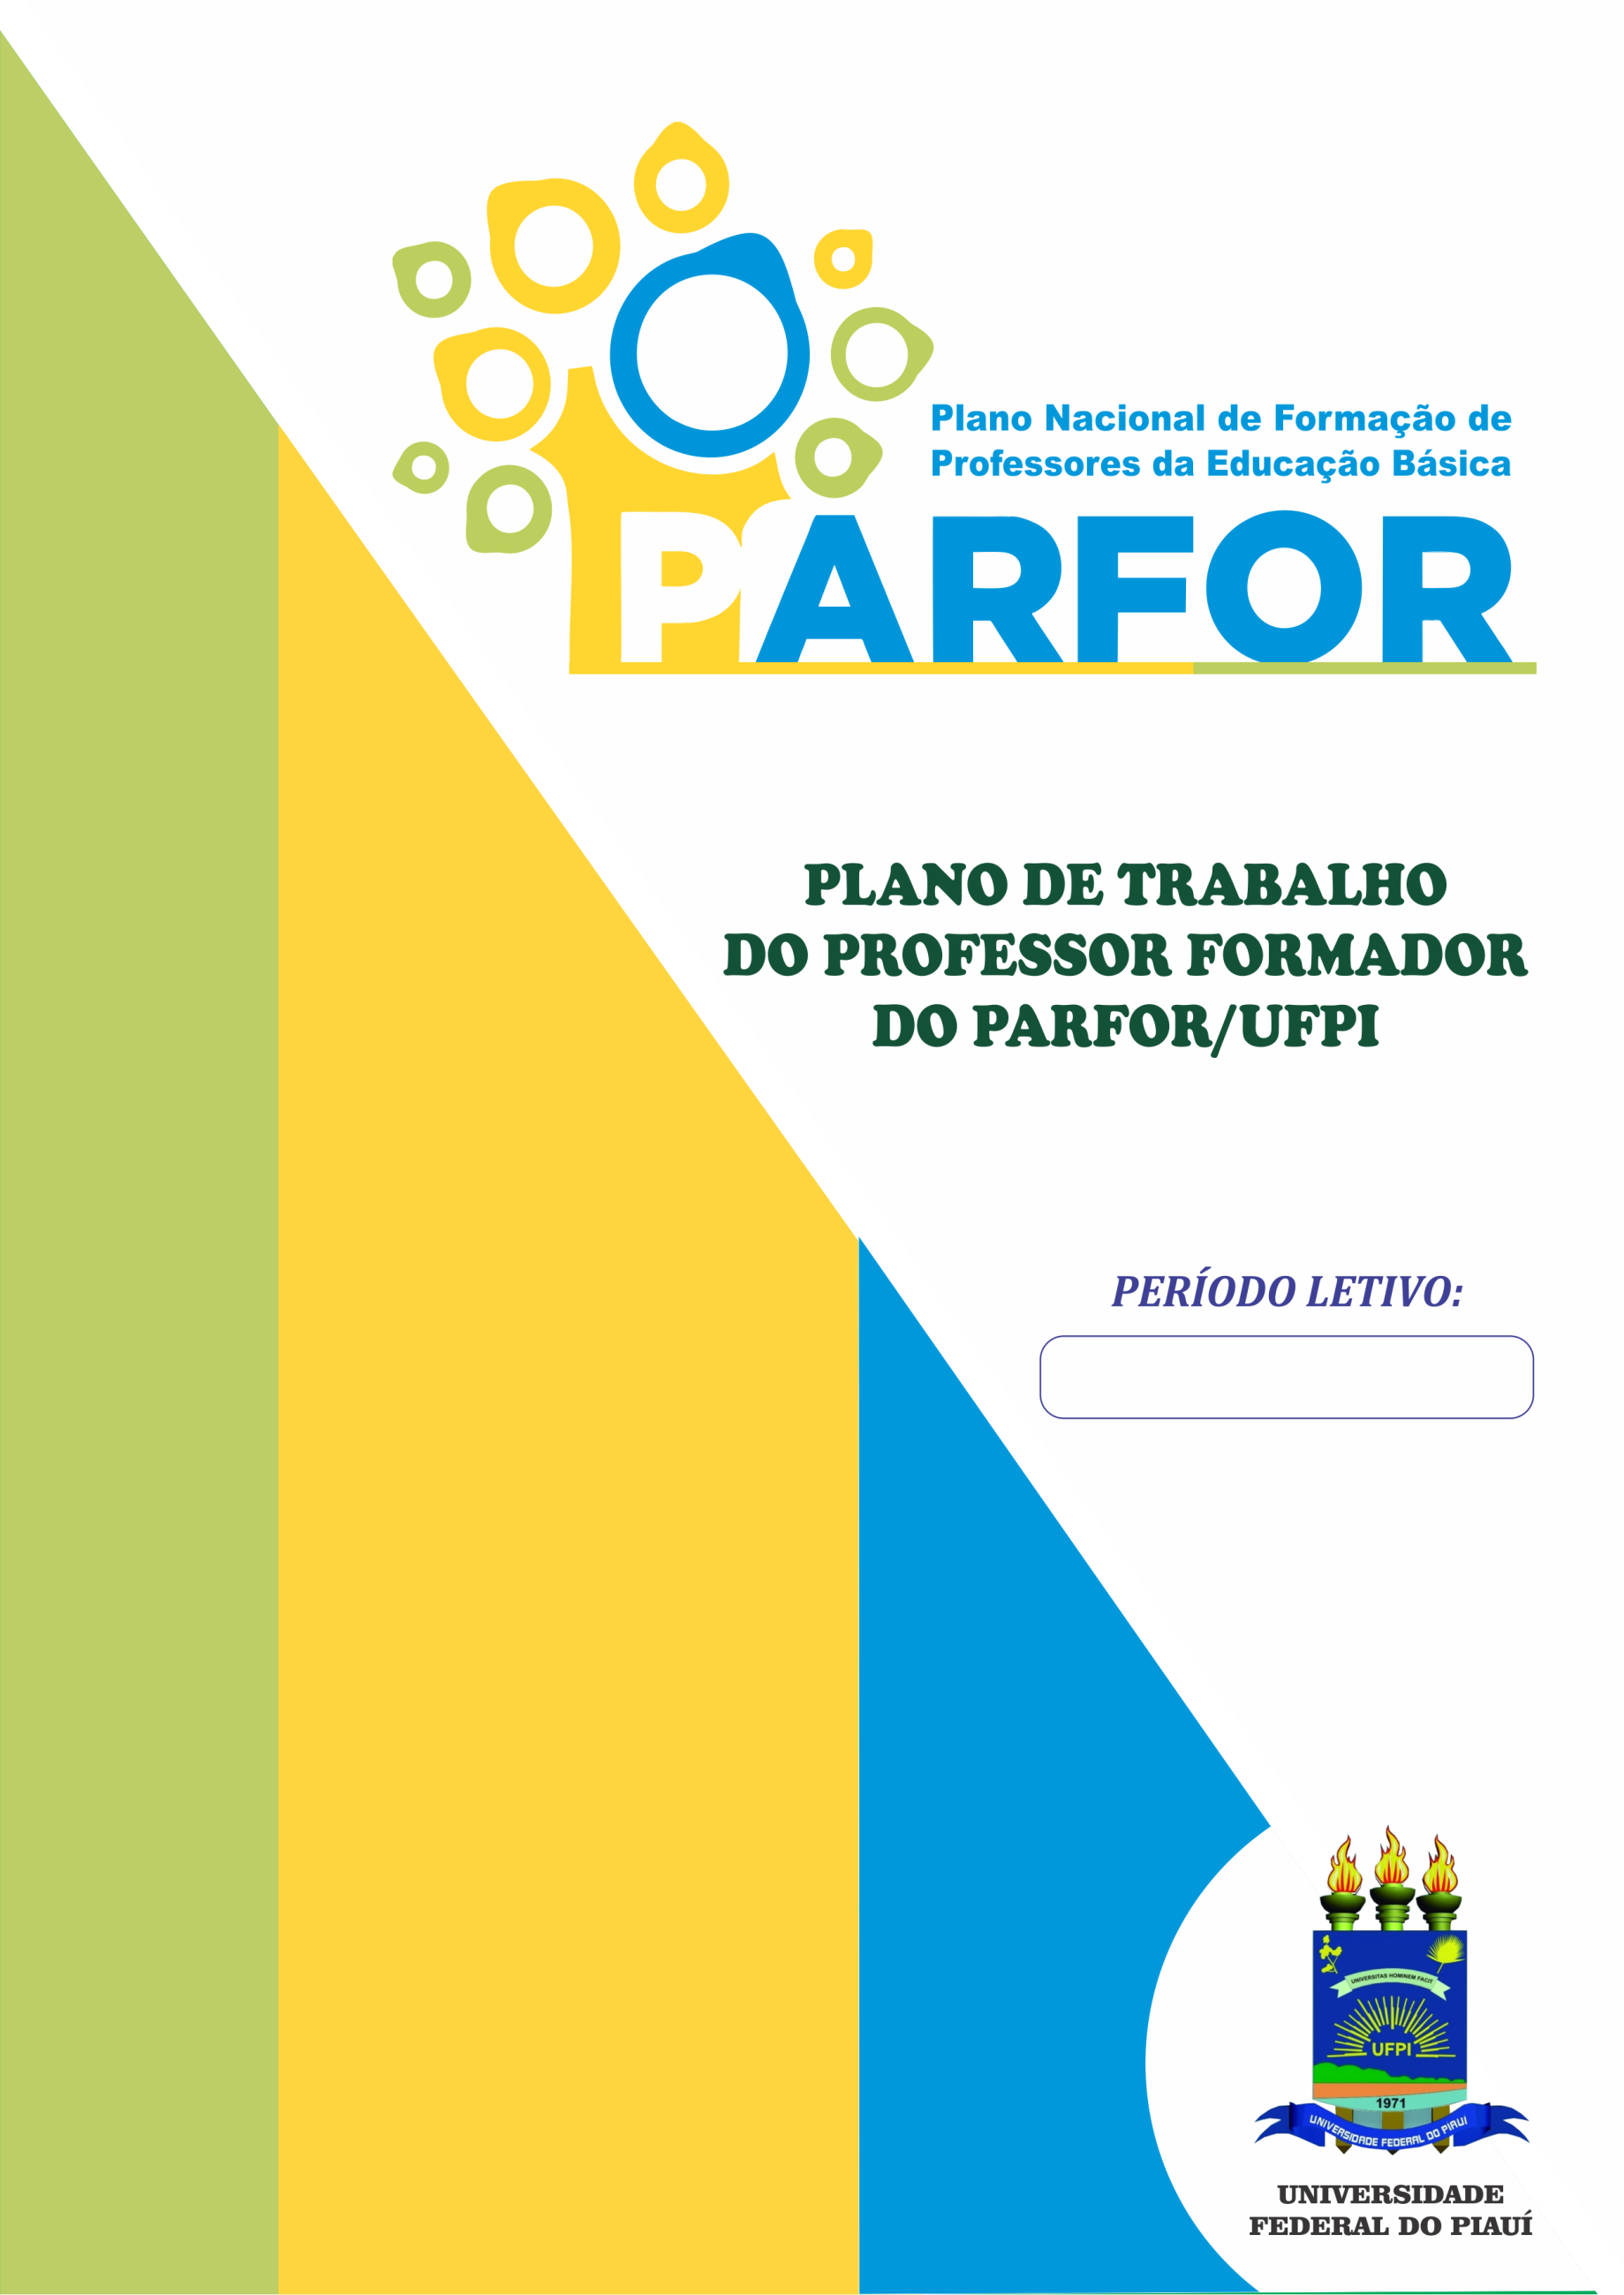 Plano Nacional de Formação de
Professores da Educação Básica
PARFOR
PLANO DE TRABALHO
DO PROFESSOR FORMADOR
DO PARFOR/UFPI
PERÍODO LETIVO:
UNIVERSITAS HOMINEM FACIT
UFPI
1971
UNIVERSIDADE FEDERAL DO PIAUÍ
UNIVERSIDADE
FEDERAL DO PIAUÍ